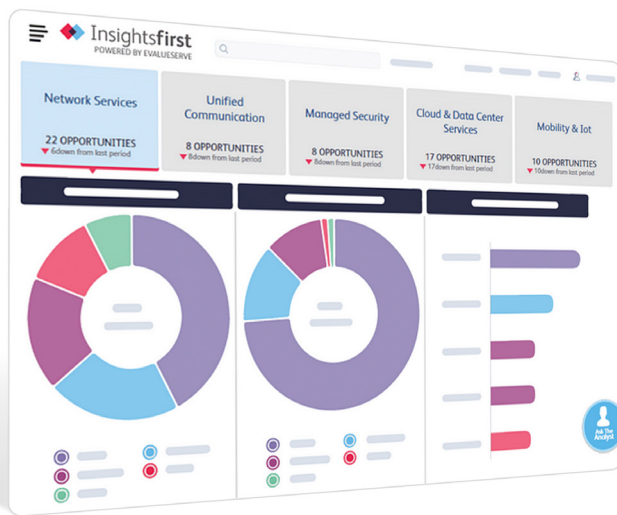 Insightsfirst
POWERED BY EVALUESERVE
Network Services
22 OPPORTUNITIES
6down from last period
Unified
Communication
8 OPPORTUNITIES
8down from last period
Managed Security
8 OPPORTUNITIES
8down from last period
Cloud & Data Center
Services
17 OPPORTUNITIES
17down from last period
Mobility & Iot
10 OPPORTUNITIES
10down from last period
Ask The
Analyst